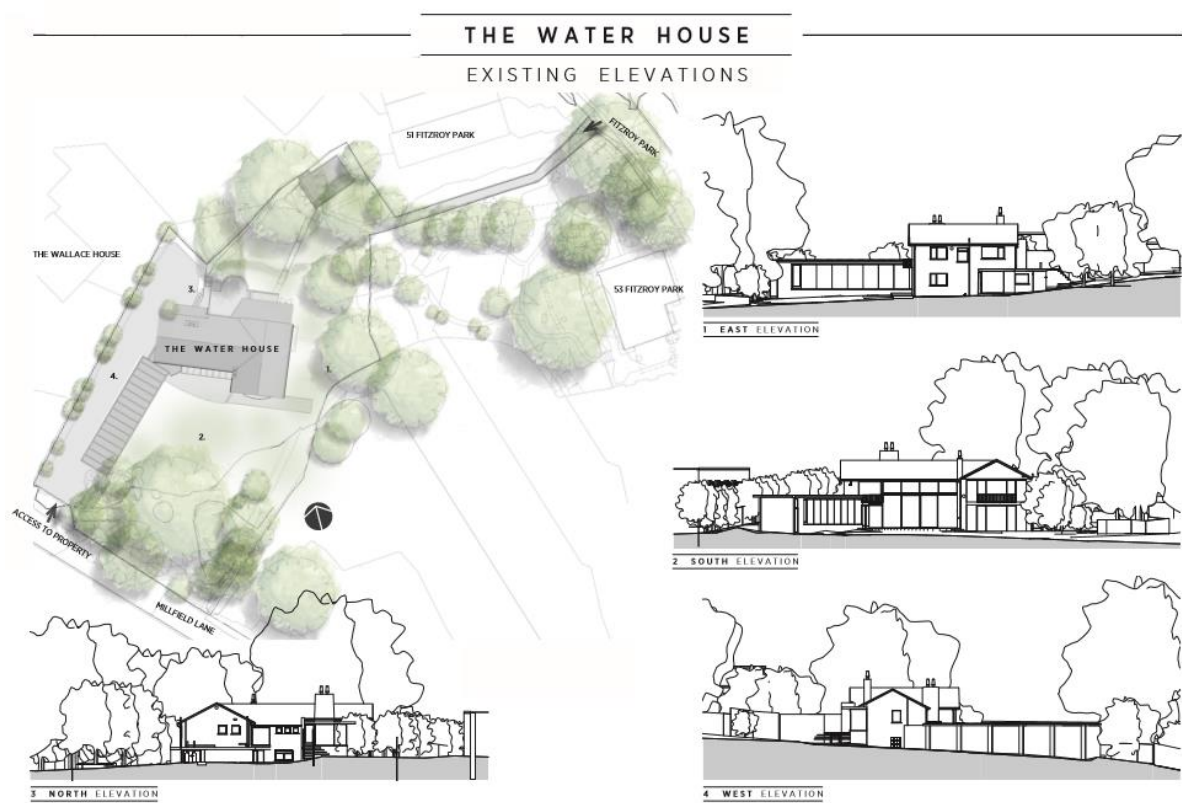 THE WATER HOUSE
EXISTING ELEVATIONS
51 FITZROY PARK
FITZROY PARK
THE WALLACE HOUSE
53 FITZROY PARK
3.
THE WATER HOUSE
1.
4.
2.
ACCESS TO PROPERTY
MILLFIELD LANE
1 EAST ELEVATION
2 SOUTH ELEVATION
3 NORTH ELEVATION
4 WEST ELEVATION